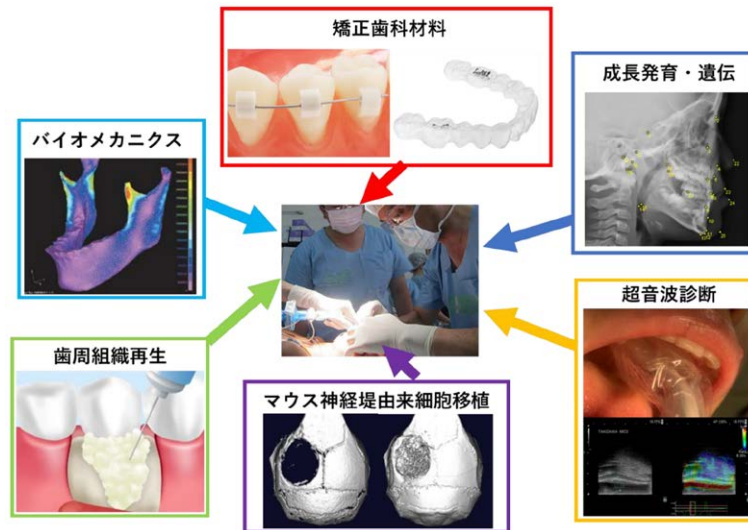 矯正歯科材料
成長発育・遺伝
バイオメカニクス
超音波診断
歯周組織再生
マウス神経堤由来細胞移植